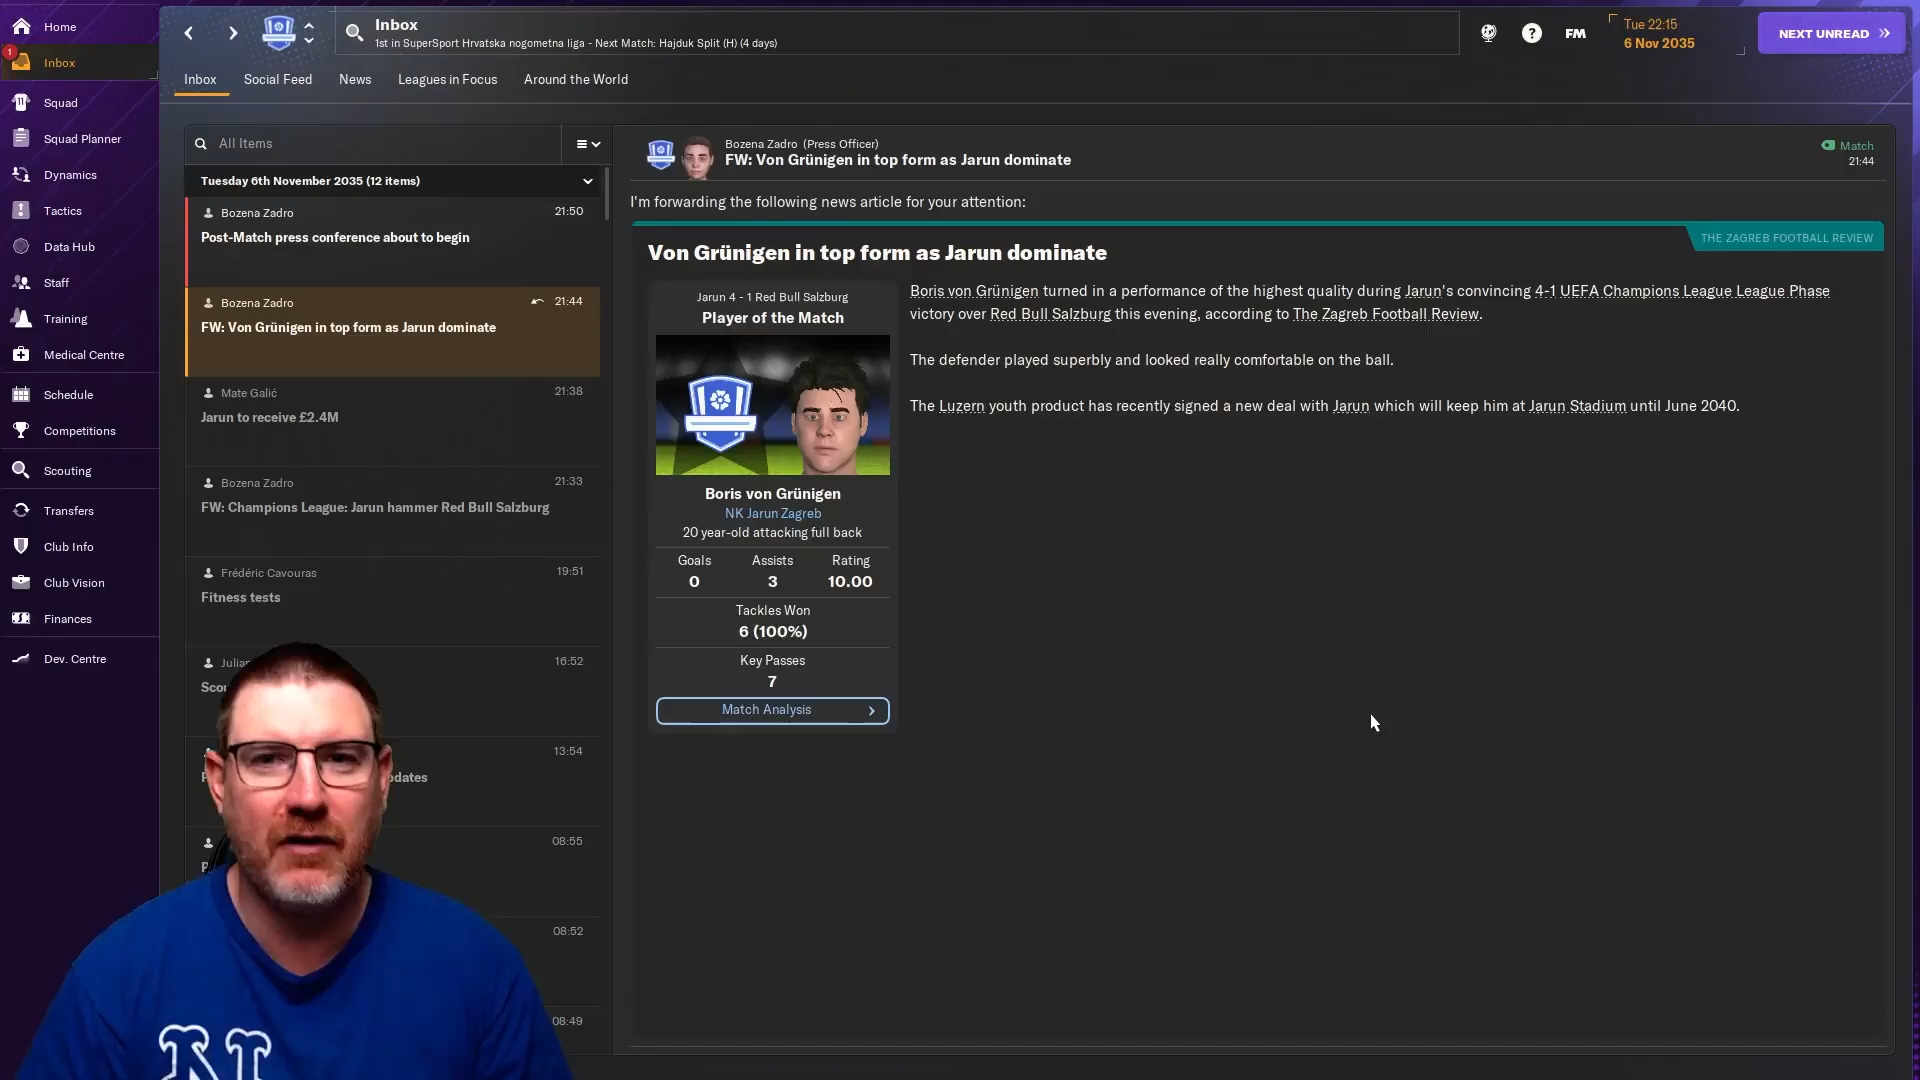 Home
1
Inbox
Squad
Squad Planner
Dynamics
Tactics
Data Hub
Staff
Training
Medical Centre
Schedule
Competitions
Scouting
Transfers
Club Info
Club Vision
Finances
Dev. Centre
Inbox
1st in SuperSport Hrvatska nogometna liga - Next Match: Hajduk Split (H) (4 days)
?
FM
Tue 22:15
6 Nov 2035
NEXT UNREAD
Inbox Social Feed News Leagues in Focus Around the World
All Items
Tuesday 6th November 2035 (12 items)
Bozena Zadro 21:50
Post-Match press conference about to begin
Bozena Zadro 21:44
FW: Von Grünigen in top form as Jarun dominate
Mate Galić 21:38
Jarun to receive £2.4M
Bozena Zadro 21:33
FW: Champions League: Jarun hammer Red Bull Salzburg
Frédéric Cavouras 19:51
Fitness tests
16:52
13:54
08:55
08:52
08:49
Bozena Zadro (Press Officer)
FW: Von Grünigen in top form as Jarun dominate
Match
21:44
I'm forwarding the following news article for your attention:
THE ZAGREB FOOTBALL REVIEW
Von Grünigen in top form as Jarun dominate
Jarun 4 - 1 Red Bull Salzburg
Player of the Match
Boris von Grünigen
NK Jarun Zagreb
20 year-old attacking full back
Goals Assists Rating
0 3 10.00
Tackles Won
6 (100%)
Key Passes
7
Match Analysis
Boris von Grünigen turned in a performance of the highest quality during Jarun's convincing 4-1 UEFA Champions League League Phase
victory over Red Bull Salzburg this evening, according to The Zagreb Football Review.
The defender played superbly and looked really comfortable on the ball.
The Luzern youth product has recently signed a new deal with Jarun which will keep him at Jarun Stadium until June 2040.
N